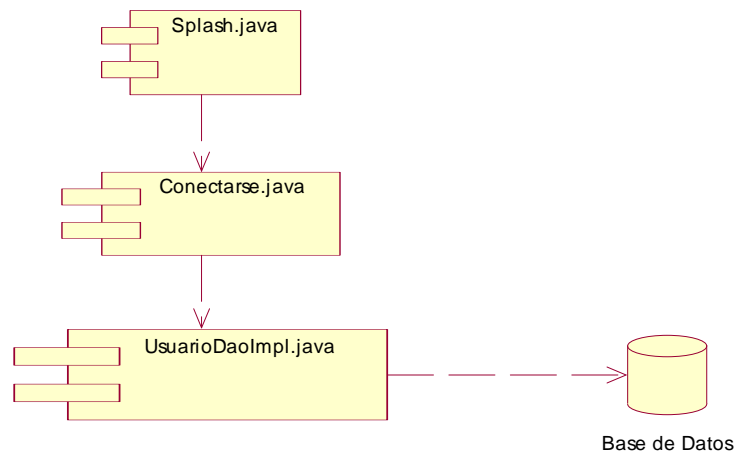 Splash.java
Conectarse.java
UsuarioDaoImpl.java
Base de Datos